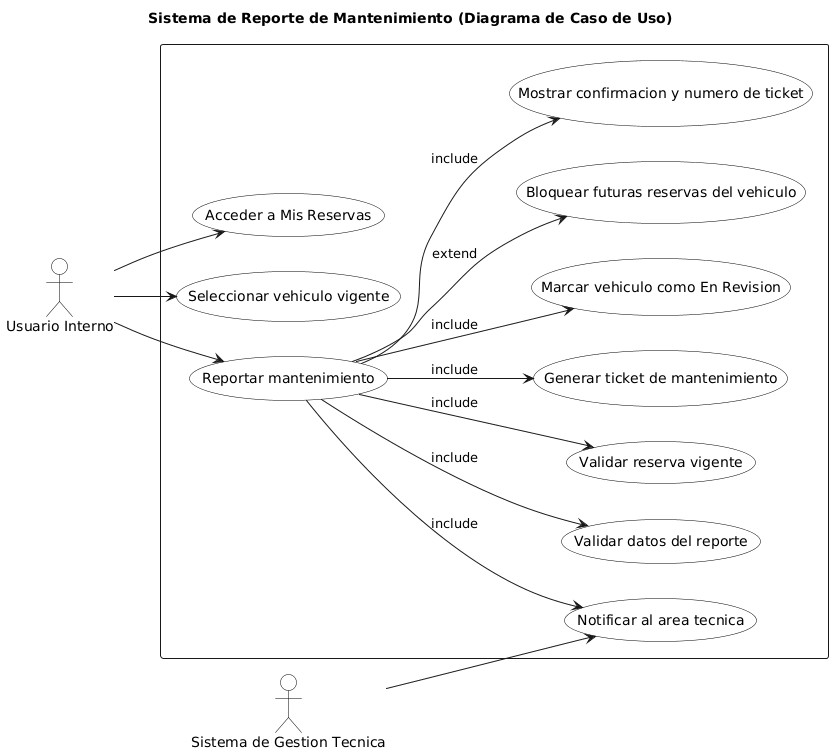 Sistema de Reporte de Mantenimiento (Diagrama de Caso de Uso)
Mostrar confirmacion y numero de ticket
include
Bloquear futuras reservas del vehiculo
Acceder a Mis Reservas
extend
Marcar vehiculo como En Revision
Seleccionar vehiculo vigente
Usuario Interno
include
Reportar mantenimiento
include
Generar ticket de mantenimiento
include
Validar reserva vigente
include
Validar datos del reporte
include
Notificar al area tecnica
Sistema de Gestion Tecnica